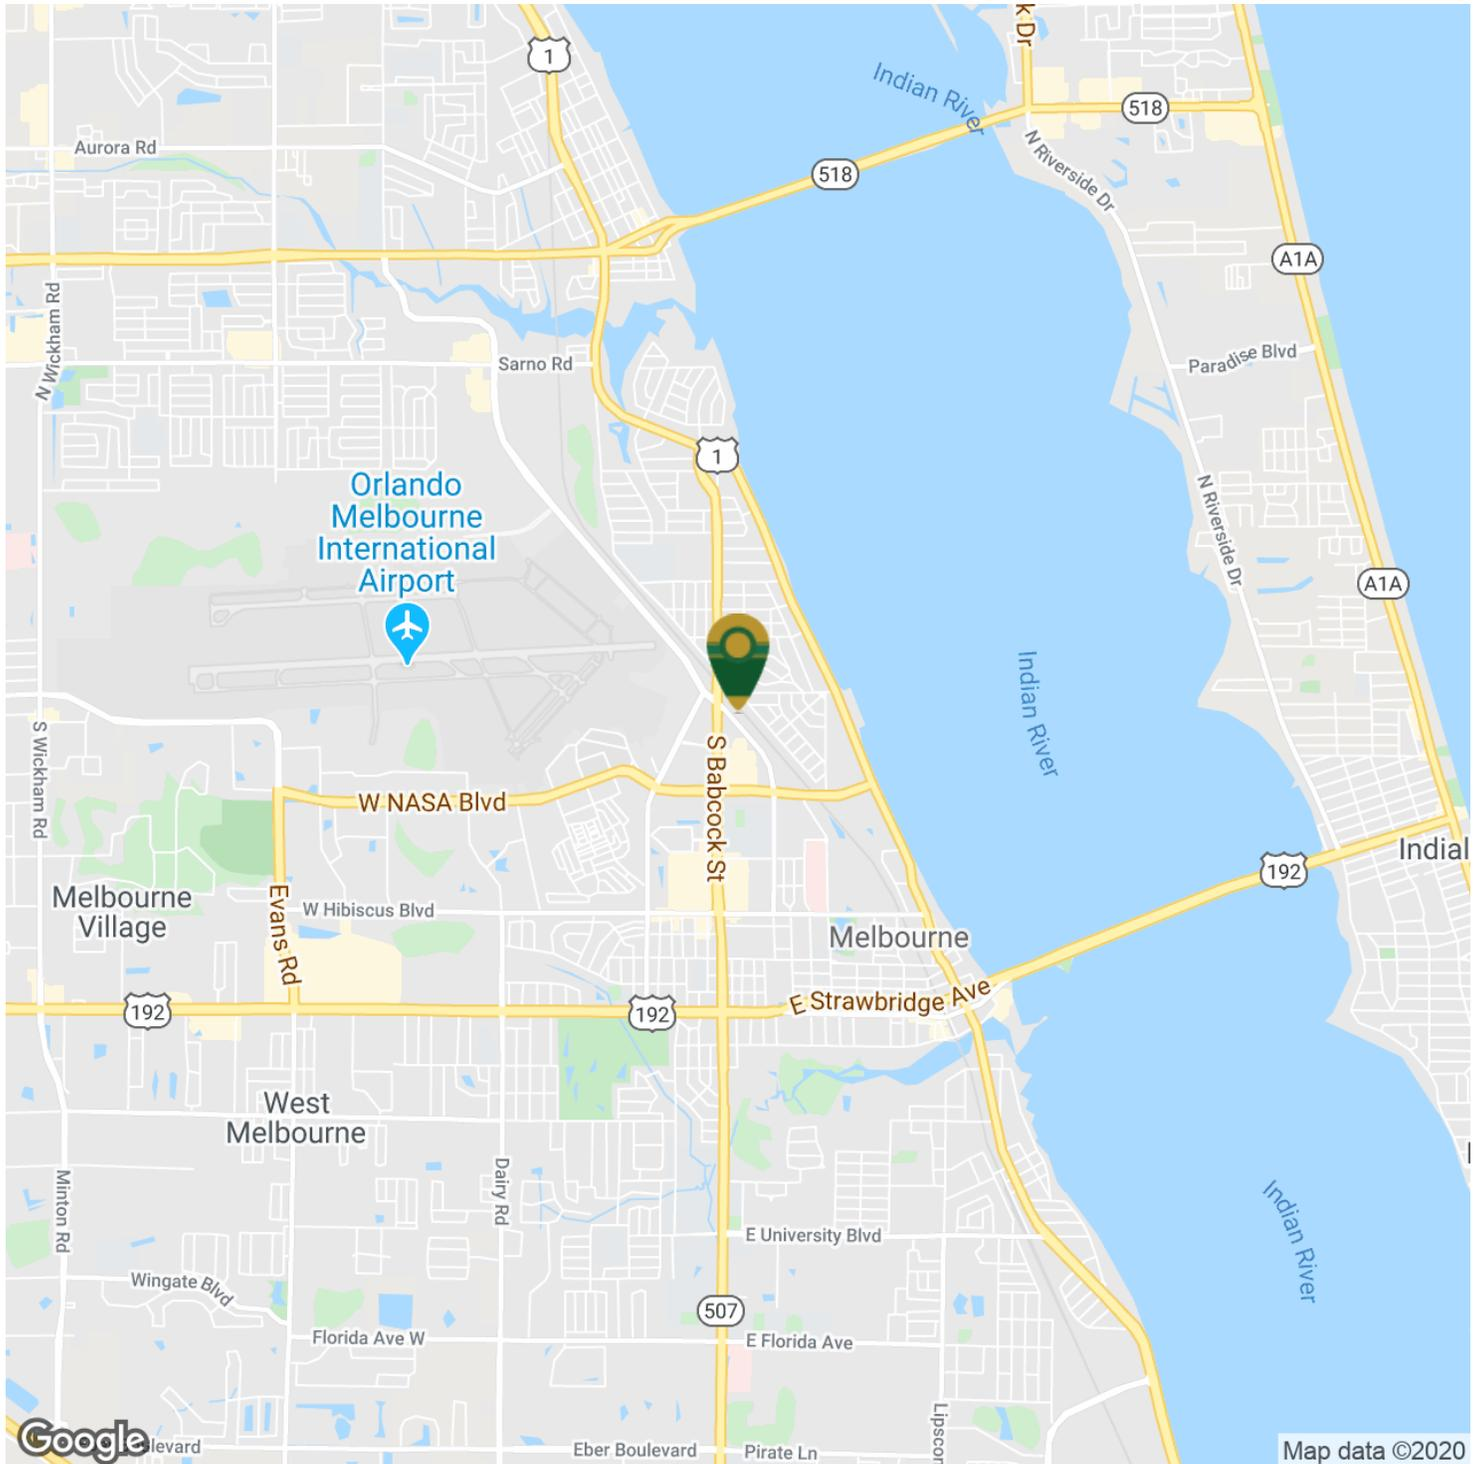 k Dr
1
Indian River
518
Aurora Rd
N Riverside Dr
518
A1A
N Wickham Rd
Sarno Rd
Paradise Blvd
1
Orlando
Melbourne
International
Airport
N Riverside Dr
A1A
Indian River
S Wickham Rd
S Babcock St
W NASA Blvd
Indial
192
Melbourne
Village
Evans Rd
W Hibiscus Blvd
Melbourne
192
192
E Strawbridge Ave
West
Melbourne
Minton Rd
Dairy Rd
Indian River
E University Blvd
Wingate Blvd
507
Florida Ave W
E Florida Ave
Lipscon
Google
oulevard
Eber Boulevard
Pirate Ln
Map data ©2020